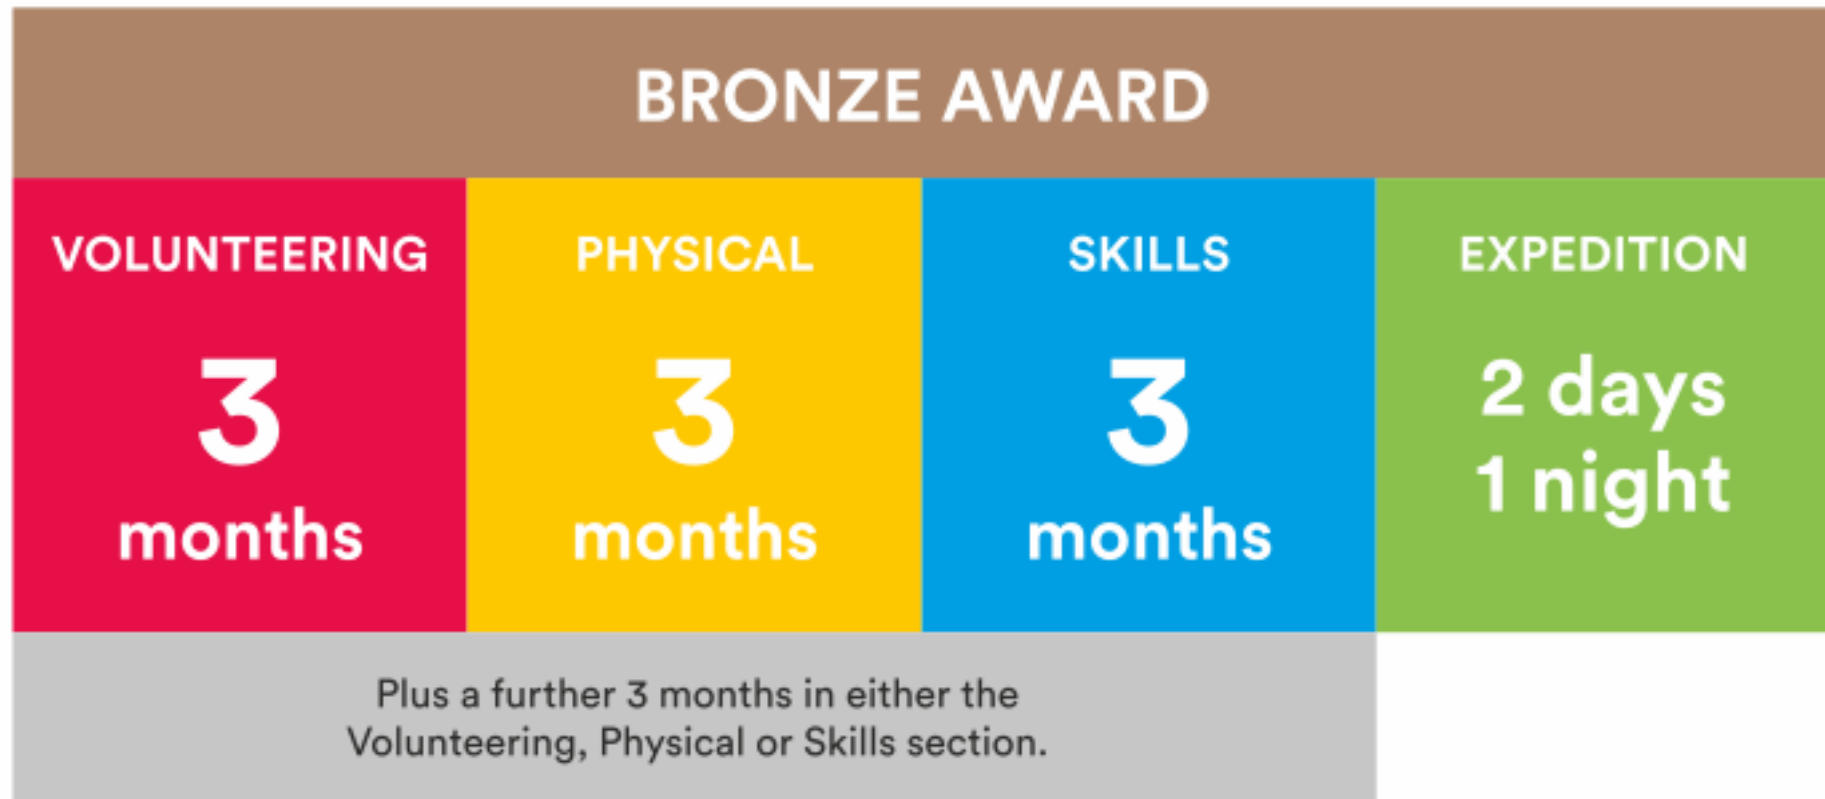 BRONZE AWARD
VOLUNTEERING
3
months
PHYSICAL
3
months
SKILLS
3
months
EXPEDITION
2 days
1 night
Plus a further 3 months in either the
Volunteering, Physical or Skills section.